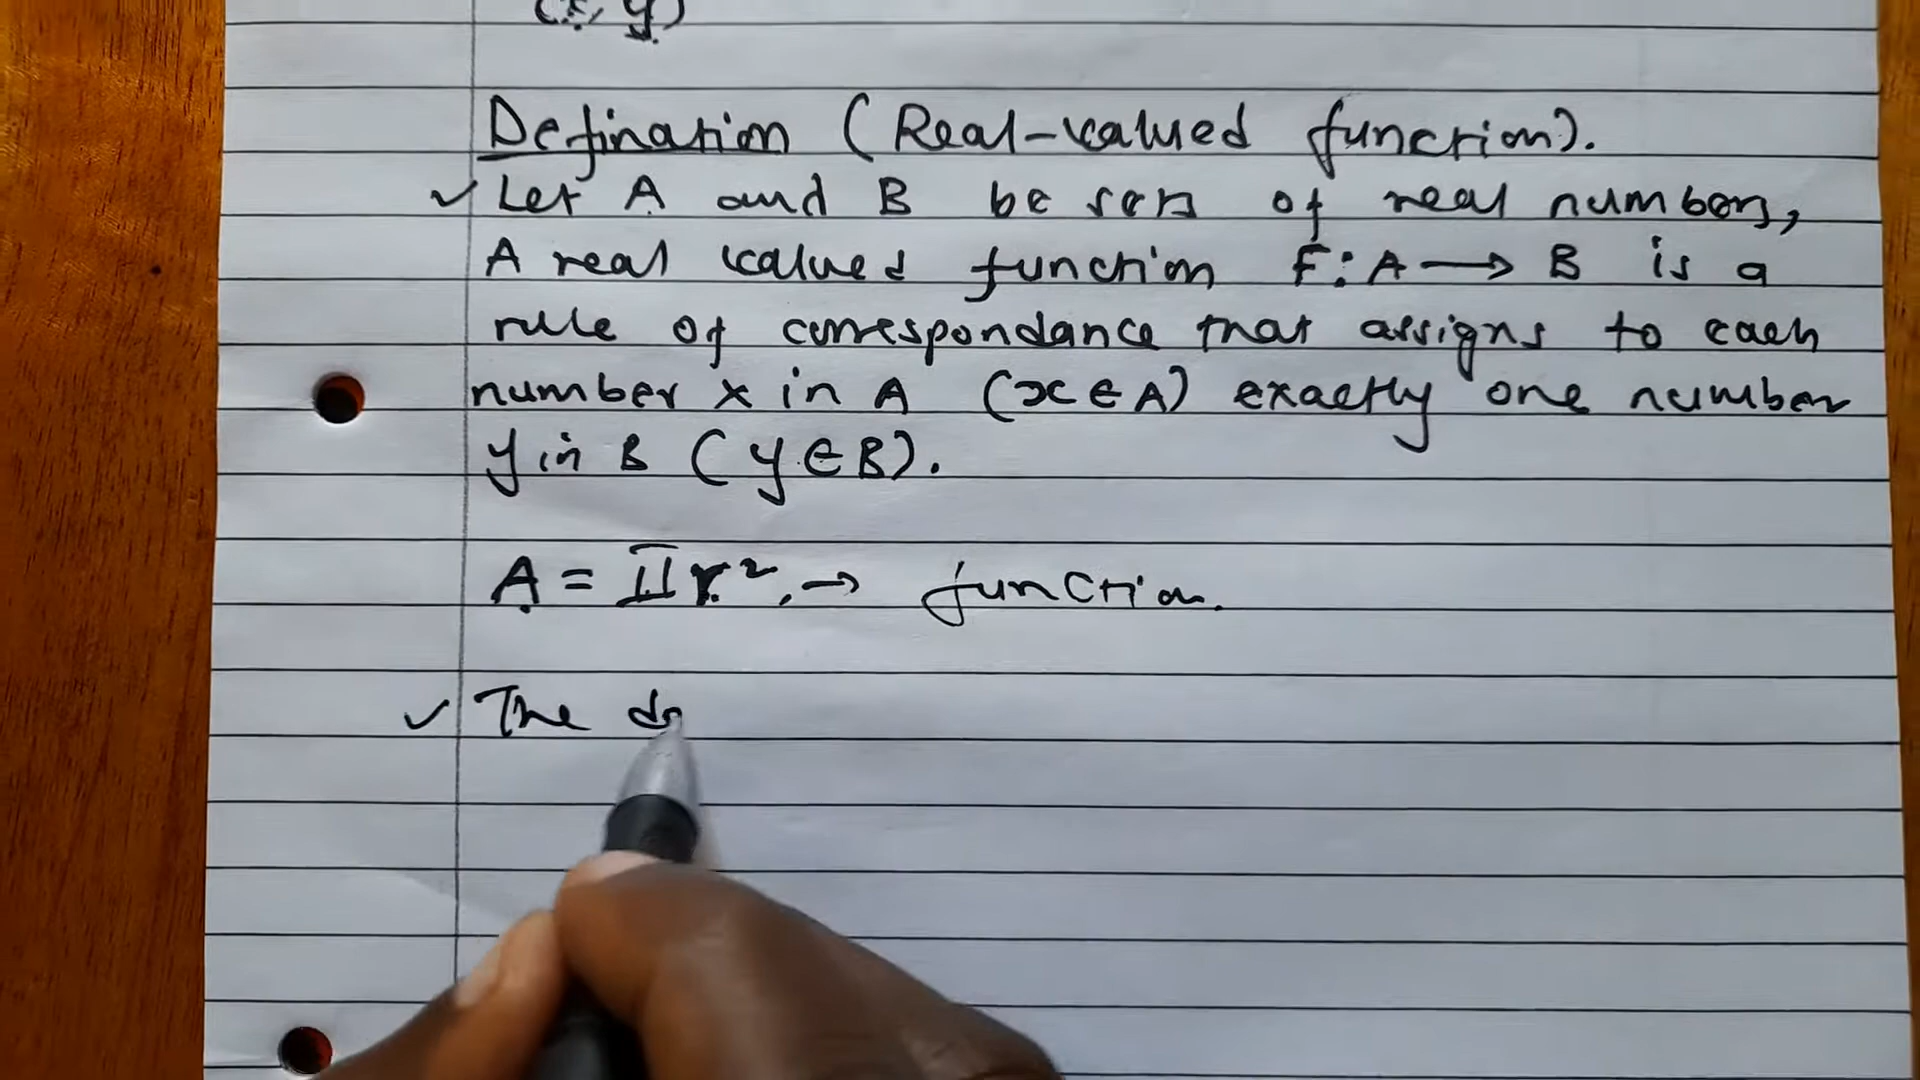 (x, y)
Defination (Real-valued function).
✓ Let A and B be sets of real numbers,
A real valued function F: A → B is a
rule of correspondance that assigns to each
number x in A (x ∈ A) exactly one number
y in B (y ∈ B).
A = πr², → function.
✓ The do